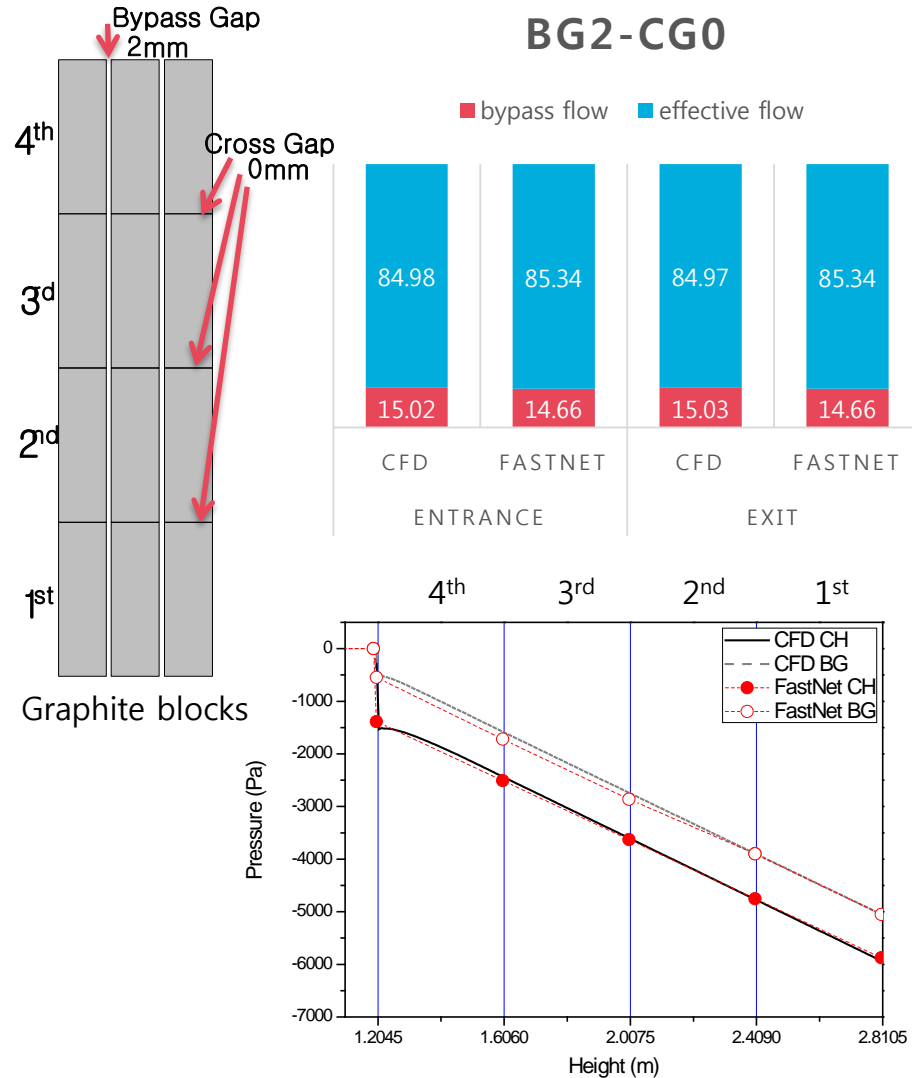 Bypass Gap
2mm
4th
Cross Gap
0mm
3rd
2nd
1st
Graphite blocks
BG2-CG0
bypass flow effective flow
84.98 85.34 84.97 85.34
15.02 14.66 15.03 14.66
CFD FASTNET CFD FASTNET
ENTRANCE EXIT
4th 3rd 2nd 1st
CFD CH
CFD BG
FastNet CH
FastNet BG
Pressure (Pa)
0
-1000
-2000
-3000
-4000
-5000
-6000
-7000
1.2045 1.6060 2.0075 2.4090 2.8105
Height (m)